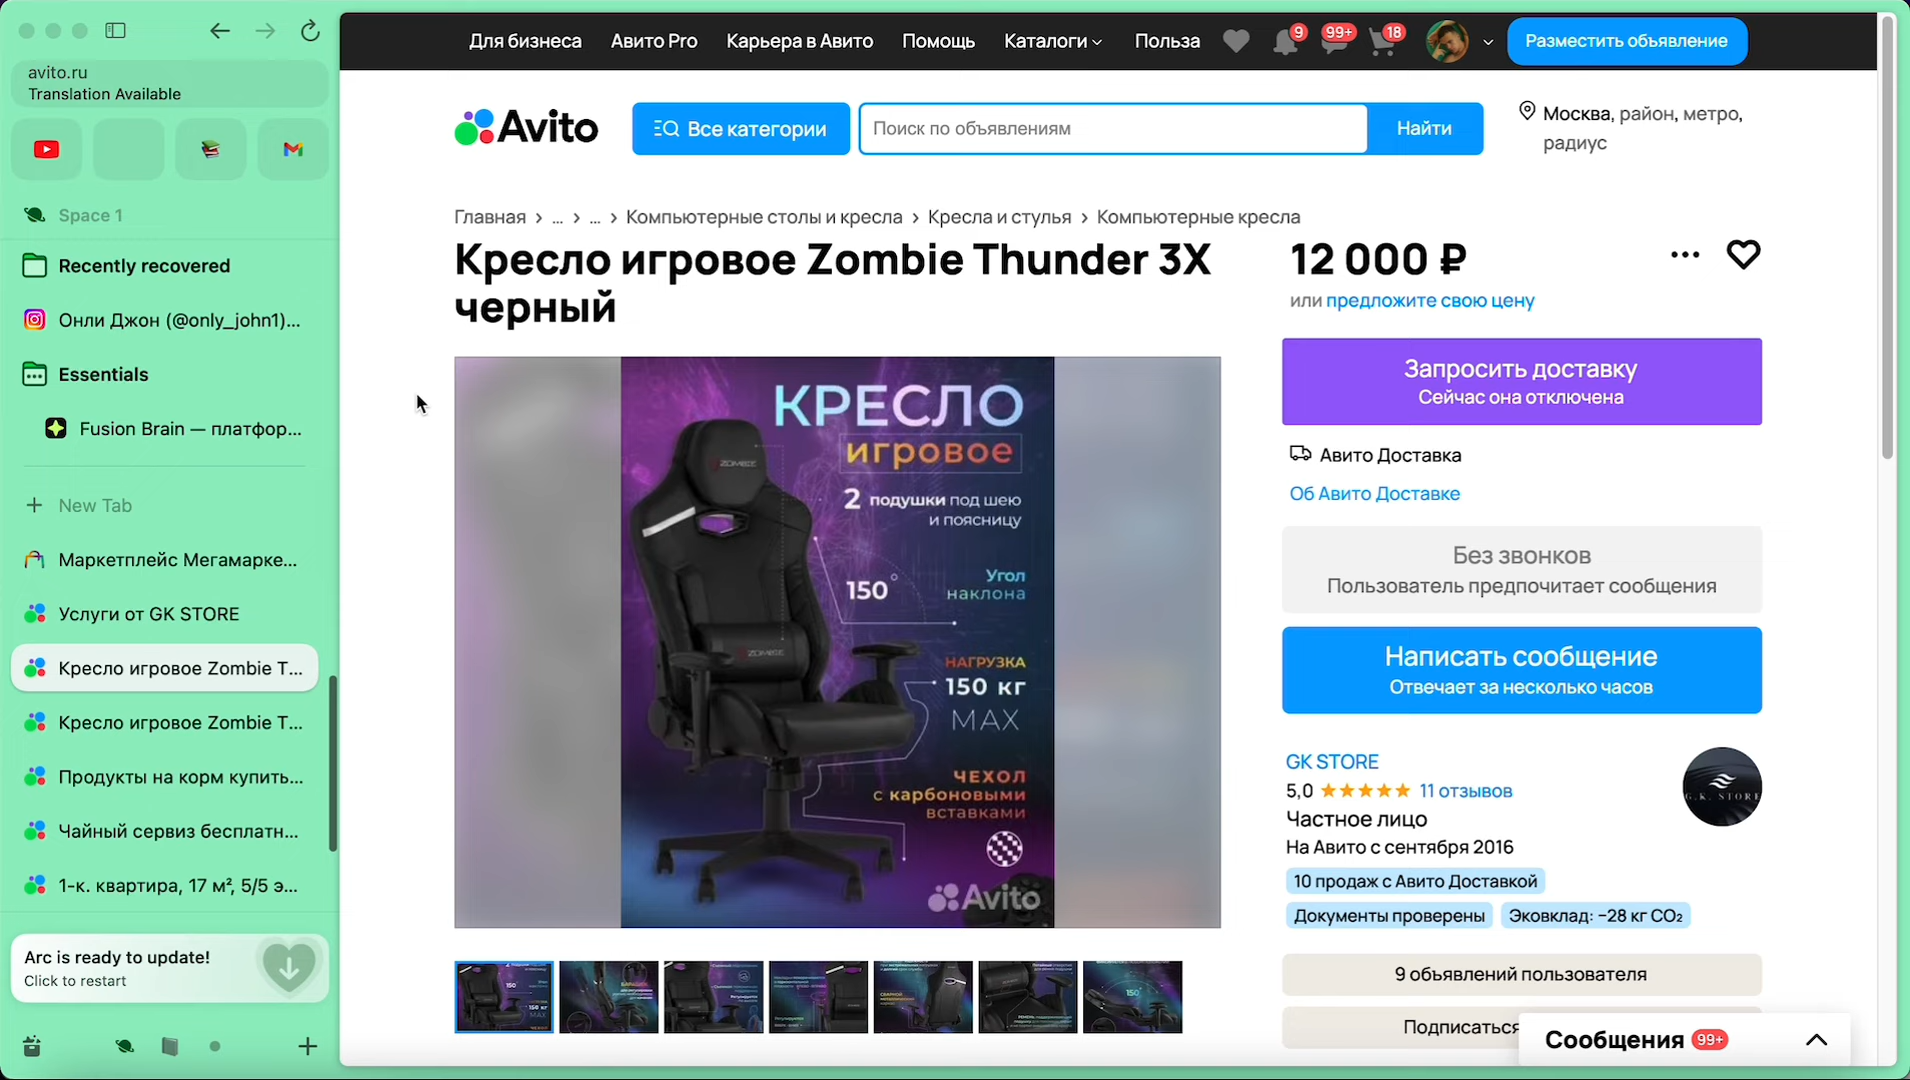 avito.ru
Translation Available
Space 1
Recently recovered
Онли Джон (@only_john1)...
Essentials
Fusion Brain — платфор...
New Tab
Маркетплейс Мегамарке...
Услуги от GK STORE
Кресло игровое Zombie T...
Кресло игровое Zombie T...
Продукты на корм купить...
Чайный сервиз бесплатн...
1-к. квартира, 17 м², 5/5 э...
Arc is ready to update!
Click to restart
Для бизнеса Авито Pro Карьера в Авито Помощь Каталоги Польза 9 99+ 18 Разместить объявление
Avito Все категории Поиск по объявлениям Найти
Москва, район, метро,
радиус
Главная › ... › ... › Компьютерные столы и кресла › Кресла и стулья › Компьютерные кресла
Кресло игровое Zombie Thunder 3X
черный
КРЕСЛО
игровое
ZOMBIE
2 подушки под шею
и поясницу
150°
Угол
наклона
ZOMBIE
НАГРУЗКА
150 кг
MAX
ЧЕХОЛ
с карбоновыми
вставками
Avito
12 000 ₽
или предложите свою цену
Запросить доставку
Сейчас она отключена
Авито Доставка
Об Авито Доставке
Без звонков
Пользователь предпочитает сообщения
Написать сообщение
Отвечает за несколько часов
GK STORE
5,0 11 отзывов
Частное лицо
На Авито с сентября 2016
G.K. STORE
10 продаж с Авито Доставкой
Документы проверены Эковклад: −28 кг CO₂
9 объявлений пользователя
Подписаться
Сообщения 99+